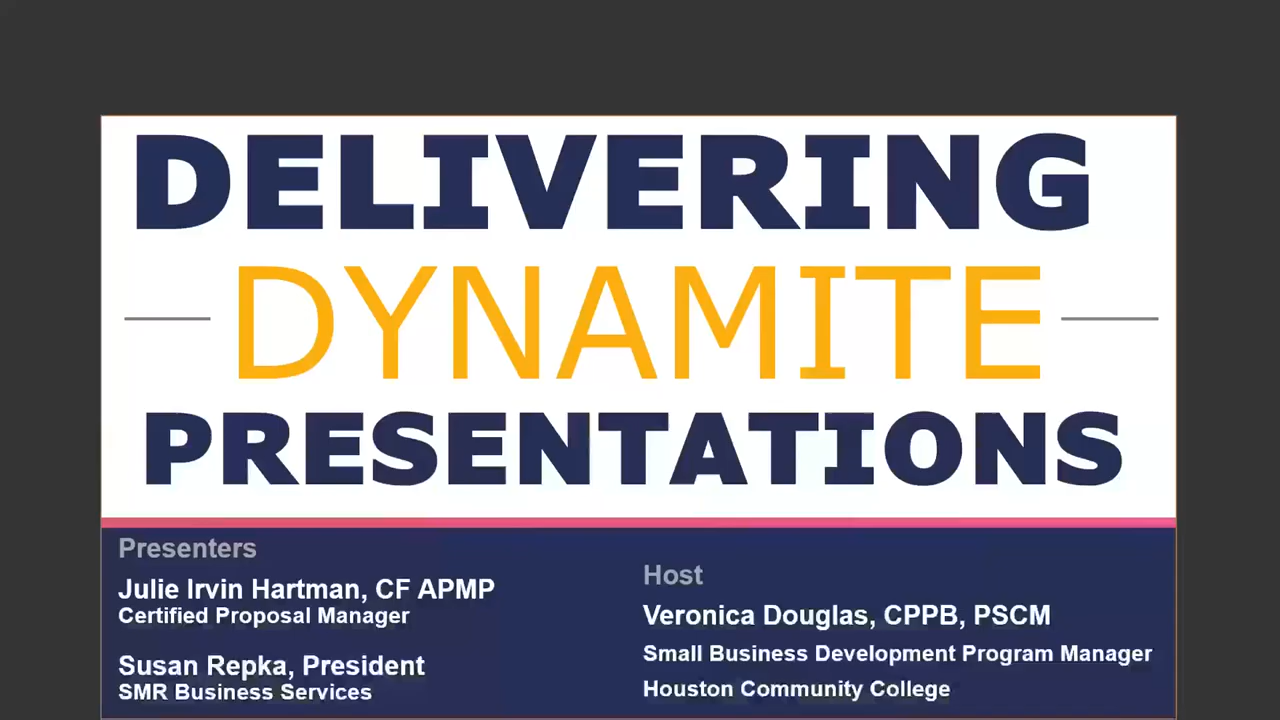 DELIVERING
DYNAMITE
PRESENTATIONS
Presenters
Julie Irvin Hartman, CF APMP
Certified Proposal Manager
Susan Repka, President
SMR Business Services
Host
Veronica Douglas, CPPB, PSCM
Small Business Development Program Manager
Houston Community College